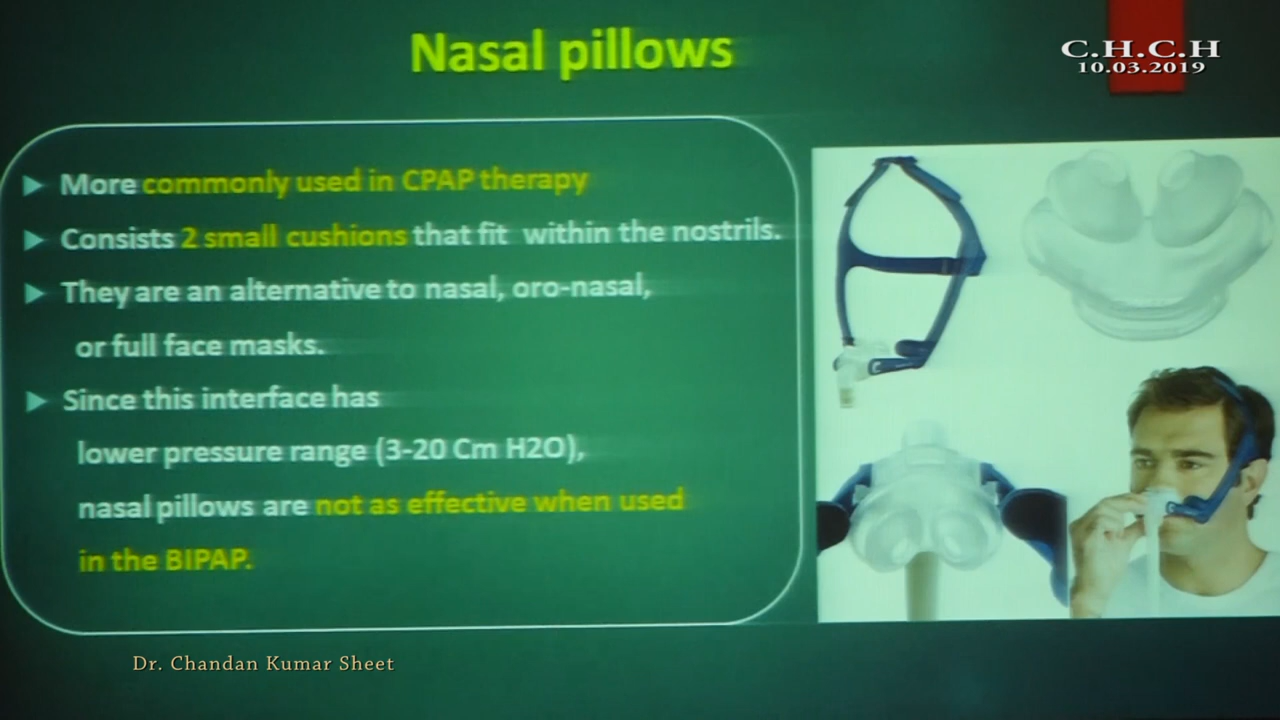 Nasal pillows
C.H.C.H
10.03.2019
More commonly used in CPAP therapy
Consists 2 small cushions that fit within the nostrils.
They are an alternative to nasal, oro-nasal,
or full face masks.
Since this interface has
lower pressure range (3-20 Cm H2O),
nasal pillows are not as effective when used
in the BIPAP.
Dr. Chandan Kumar Sheet